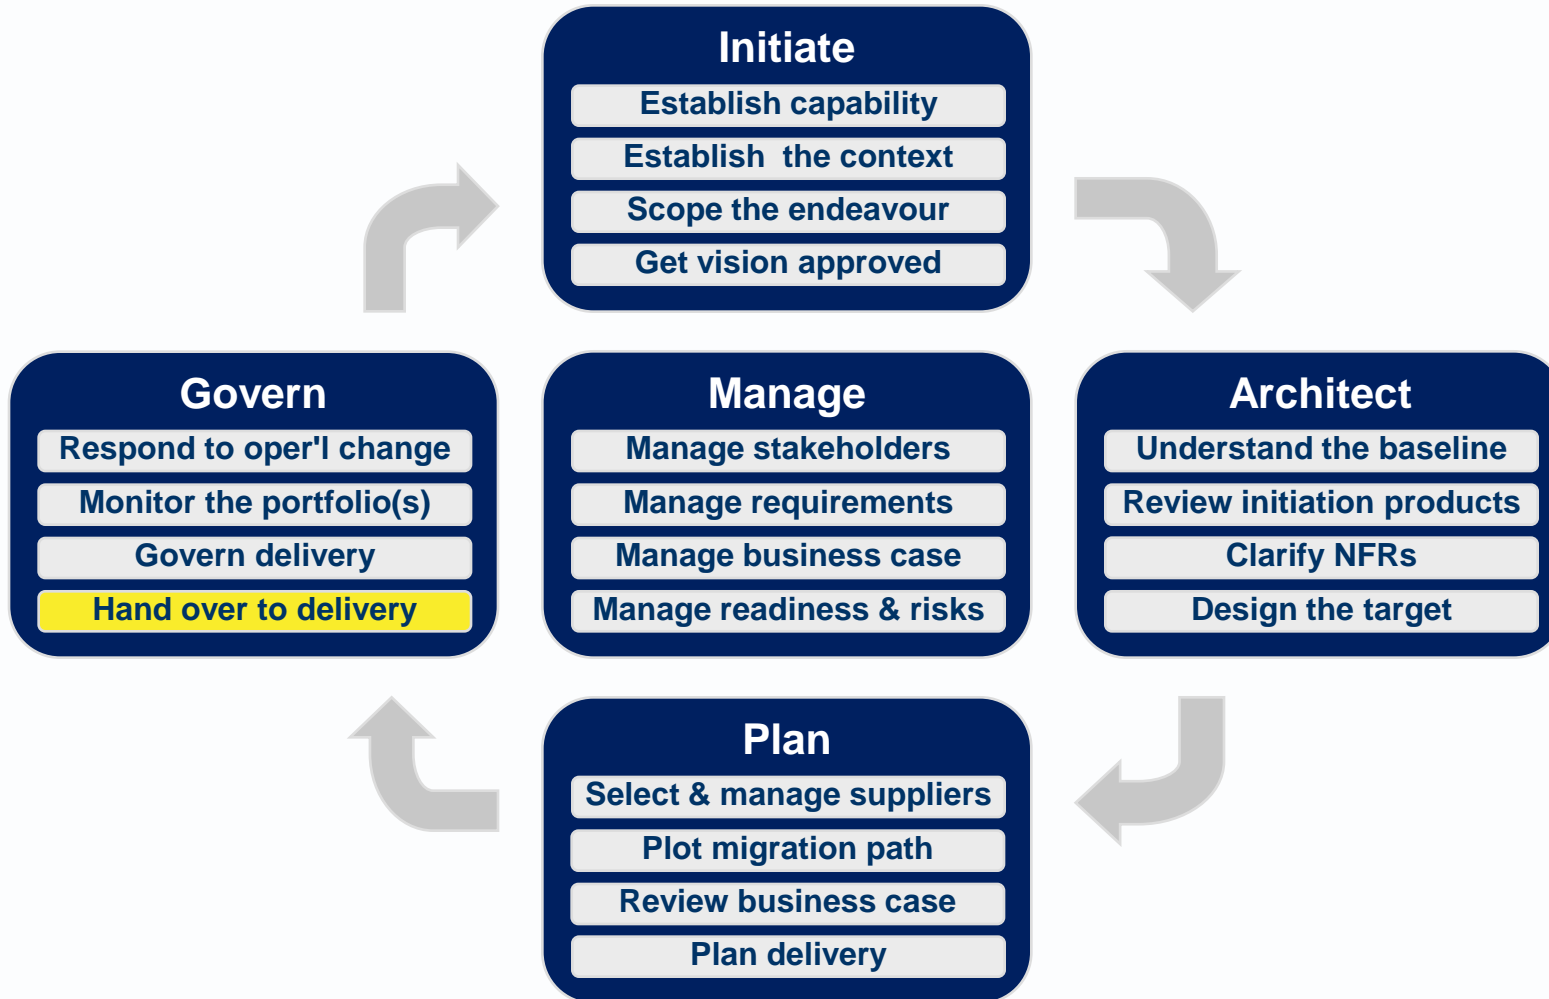 Initiate
Establish capability
Establish  the context
Scope the endeavour
Get vision approved
Govern
Respond to oper'l change
Monitor the portfolio(s)
Govern delivery
Hand over to delivery
Manage
Manage stakeholders
Manage requirements
Manage business case
Manage readiness & risks
Architect
Understand the baseline
Review initiation products
Clarify NFRs
Design the target
Plan
Select & manage suppliers
Plot migration path
Review business case
Plan delivery